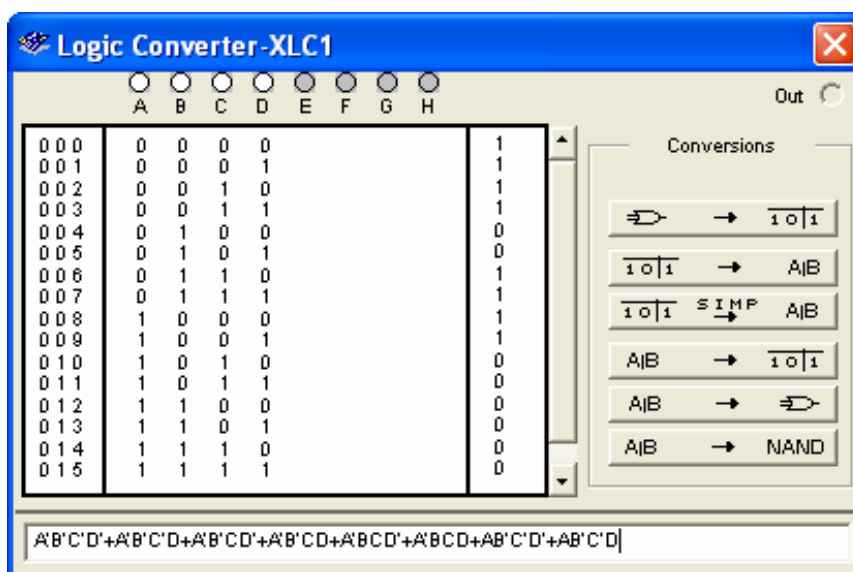 Logic Converter-XLC1
A B C D E F G H
Out
000 0 0 0 0 1
001 0 0 0 1 1
002 0 0 1 0 1
003 0 0 1 1 1
004 0 1 0 0 0
005 0 1 0 1 0
006 0 1 1 0 1
007 0 1 1 1 1
008 1 0 0 0 1
009 1 0 0 1 1
010 1 0 1 0 0
011 1 0 1 1 0
012 1 1 0 0 0
013 1 1 0 1 0
014 1 1 1 0 0
015 1 1 1 1 0
Conversions
→ 1 0|1
1 0|1 → A|B
1 0|1 SIMP → A|B
A|B → 1 0|1
A|B →
A|B → NAND
A'B'C'D'+A'B'C'D+A'B'CD'+A'B'CD+A'BCD'+A'BCD+AB'C'D'+AB'C'D